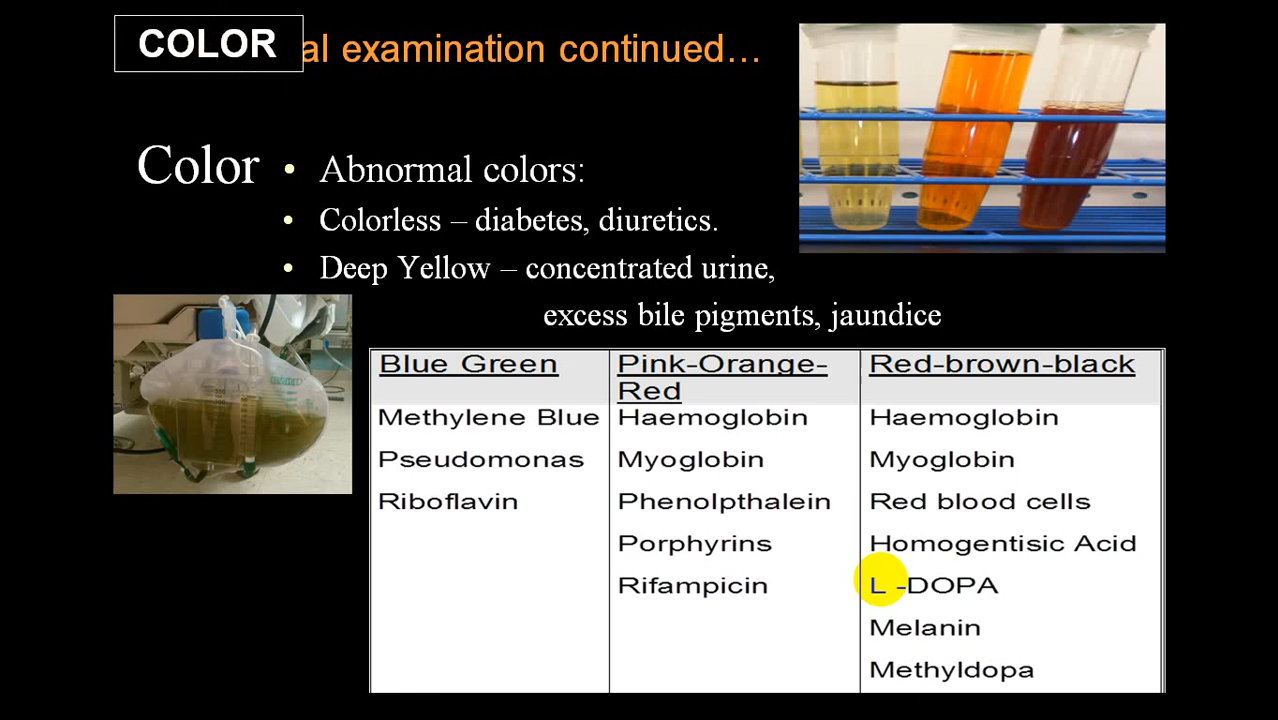 COLOR
al examination continued…
Color
• Abnormal colors:
• Colorless – diabetes, diuretics.
• Deep Yellow – concentrated urine,
excess bile pigments, jaundice
Blue Green
Methylene Blue
Pseudomonas
Riboflavin
Pink-Orange-
Red
Haemoglobin
Myoglobin
Phenolpthalein
Porphyrins
Rifampicin
Red-brown-black
Haemoglobin
Myoglobin
Red blood cells
Homogentisic Acid
L -DOPA
Melanin
Methyldopa